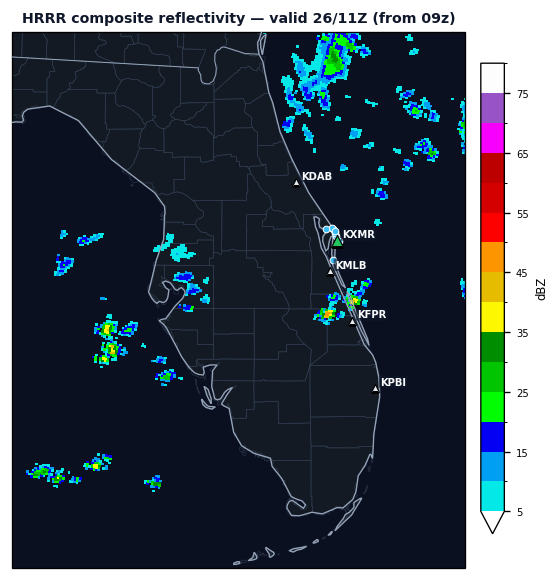 HRRR composite reflectivity — valid 26/11Z (from 09z)
KDAB
KXMR
KMLB
KFPR
KPBI
75
65
55
45
35
25
15
5
dBZ